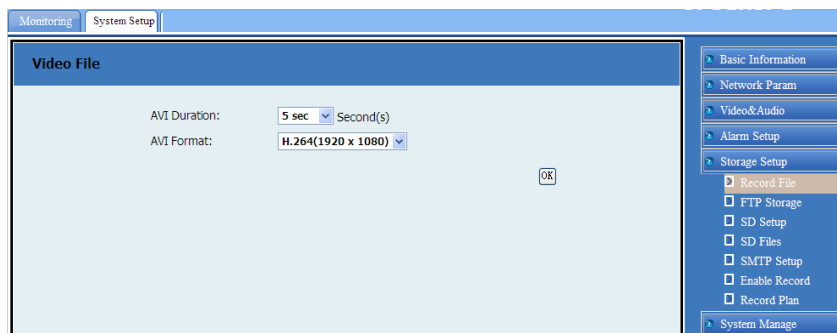 Monitoring
System Setup
Video File
AVI Duration:
5 sec
Second(s)
AVI Format:
H.264(1920 x 1080)
OK
Basic Information
Network Param
Video&Audio
Alarm Setup
Storage Setup
Record File
FTP Storage
SD Setup
SD Files
SMTP Setup
Enable Record
Record Plan
System Manage